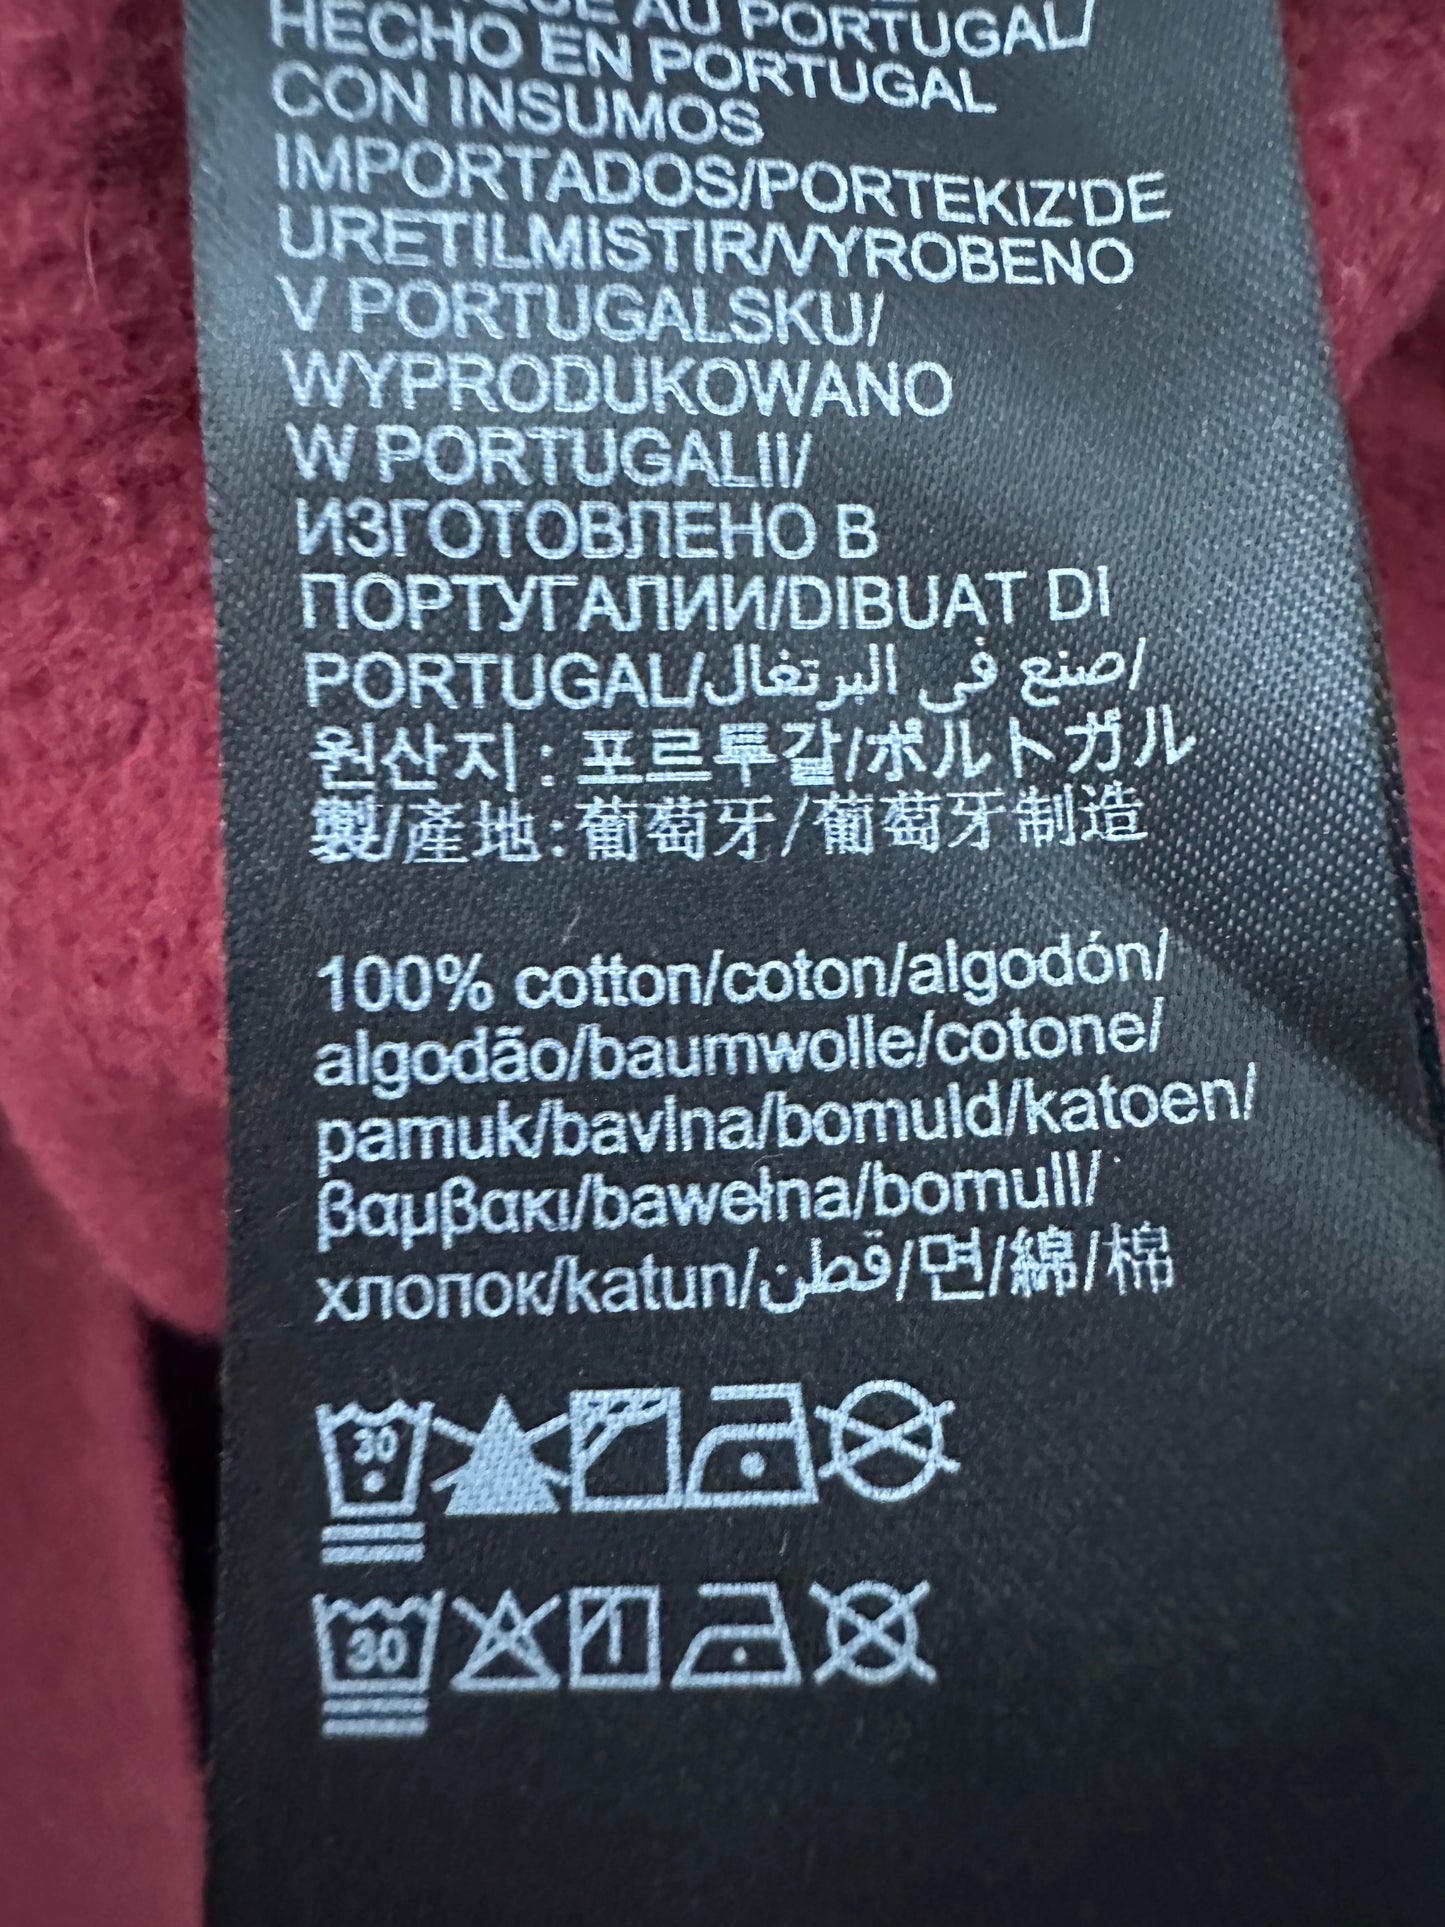 AU PORTUGAL/
HECHO EN PORTUGAL
CON INSUMOS
IMPORTADOS/PORTEKIZ'DE
URETILMISTIR/VYROBENO
V PORTUGALSKU/
WYPRODUKOWANO
W PORTUGALII/
ИЗГОТОВЛЕНО В
ПОРТУГАЛИИ/DIBUAT DI
PORTUGAL/صنع في البرتغال/
원산지 : 포르투갈/ポルトガル
製/產地:葡萄牙/葡萄牙制造
100% cotton/coton/algodón/
algodão/baumwolle/cotone/
pamuk/bavlna/bomuld/katoen/
βαμβακι/bawełna/bomull/
хлопок/katun/قطن/면/綿/棉
30
30